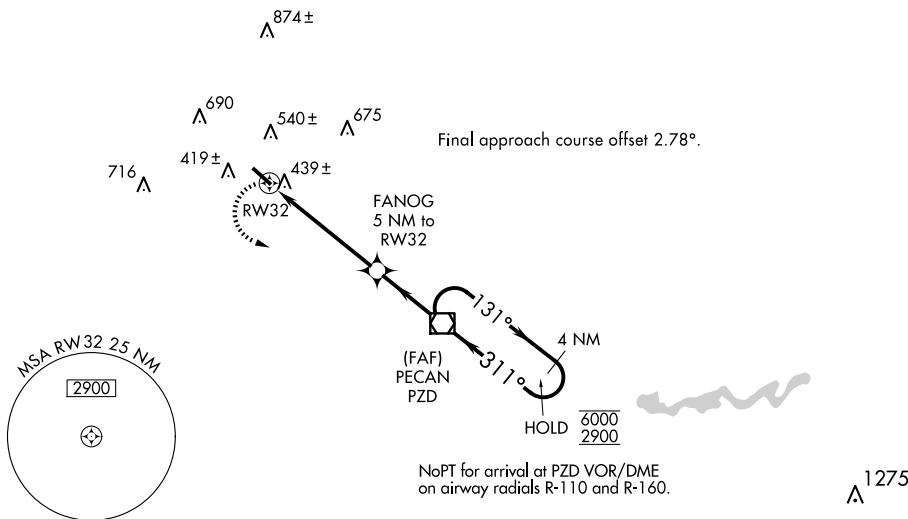 874±
690
540±
675
Final approach course offset 2.78°.
716
419±
439±
RW32
FANOG
5 NM to
RW32
131°
4 NM
311°
(FAF)
PECAN
PZD
MSA RW32 25 NM
2900
HOLD
6000
2900
NoPT for arrival at PZD VOR/DME
on airway radials R-110 and R-160.
1275